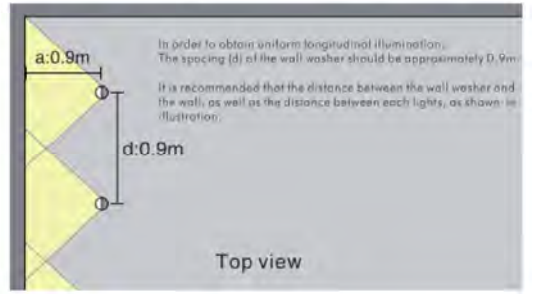 In order to obtain uniform longitudinal illumination,
The spacing (d) of the wall washer should be approximately 0.9m
a:0.9m
It is recommended that the distance between the wall washer and
the wall, as well as the distance between each lights, as shown in
illustration.
d:0.9m
Top view